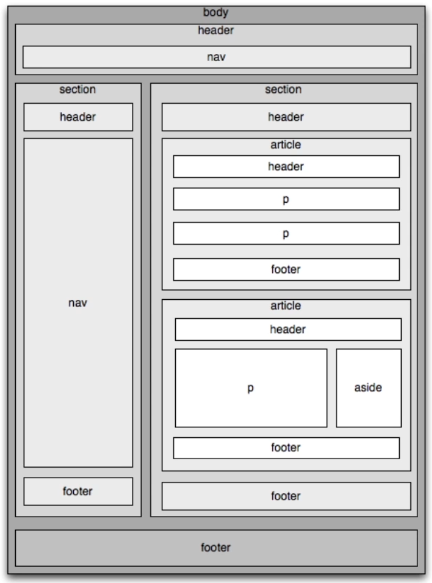 body
header
nav
section
header
nav
footer
section
header
article
header
p
p
footer
article
header
p
aside
footer
footer
footer